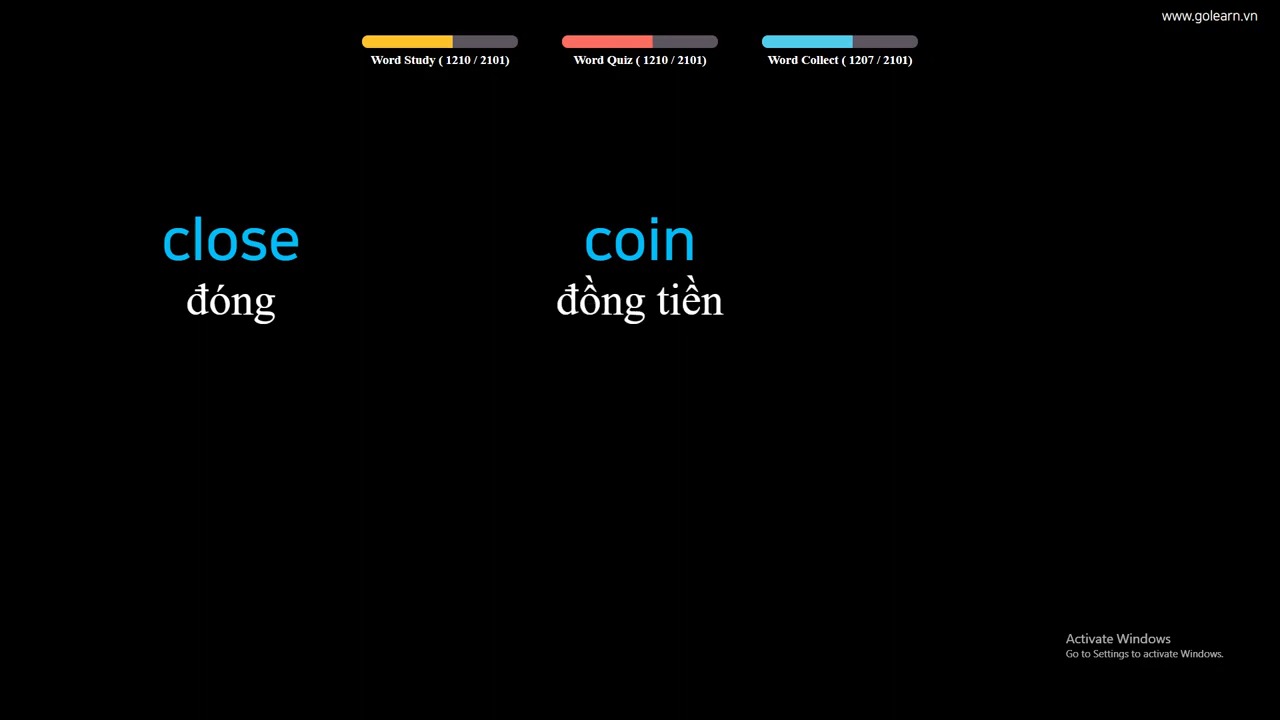 www.golearn.vn
Word Study ( 1210 / 2101)
Word Quiz ( 1210 / 2101)
Word Collect ( 1207 / 2101)
close
đóng
coin
đồng tiền
Activate Windows
Go to Settings to activate Windows.